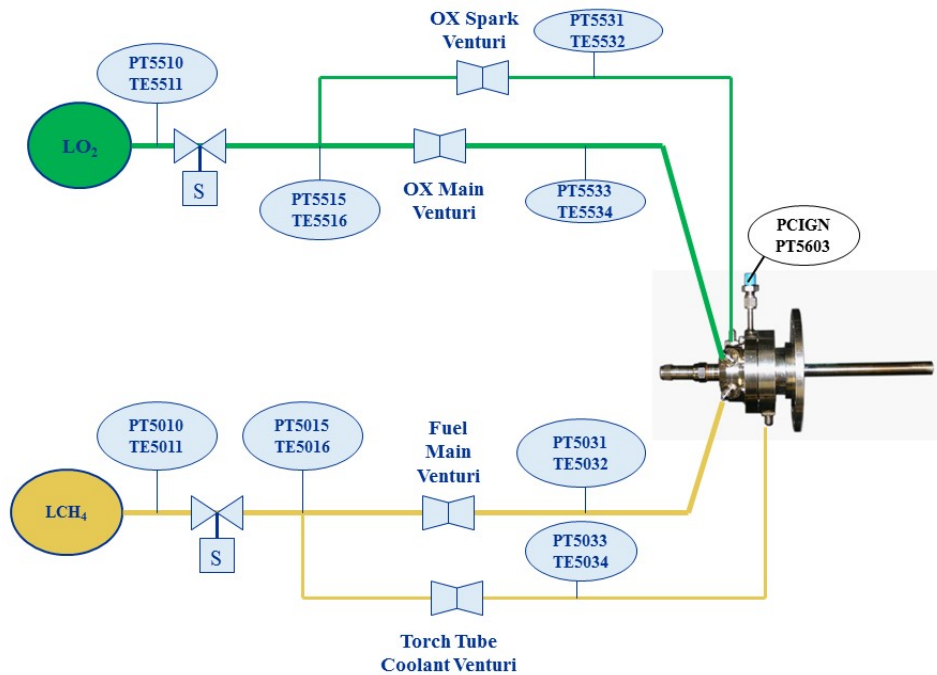 OX Spark
Venturi
PT5531
TE5532
PT5510
TE5511
LO₂
S
PT5515
TE5516
OX Main
Venturi
PT5533
TE5534
PCIGN
PT5603
PT5010
TE5011
PT5015
TE5016
Fuel
Main
Venturi
PT5031
TE5032
LCH₄
S
PT5033
TE5034
Torch Tube
Coolant Venturi